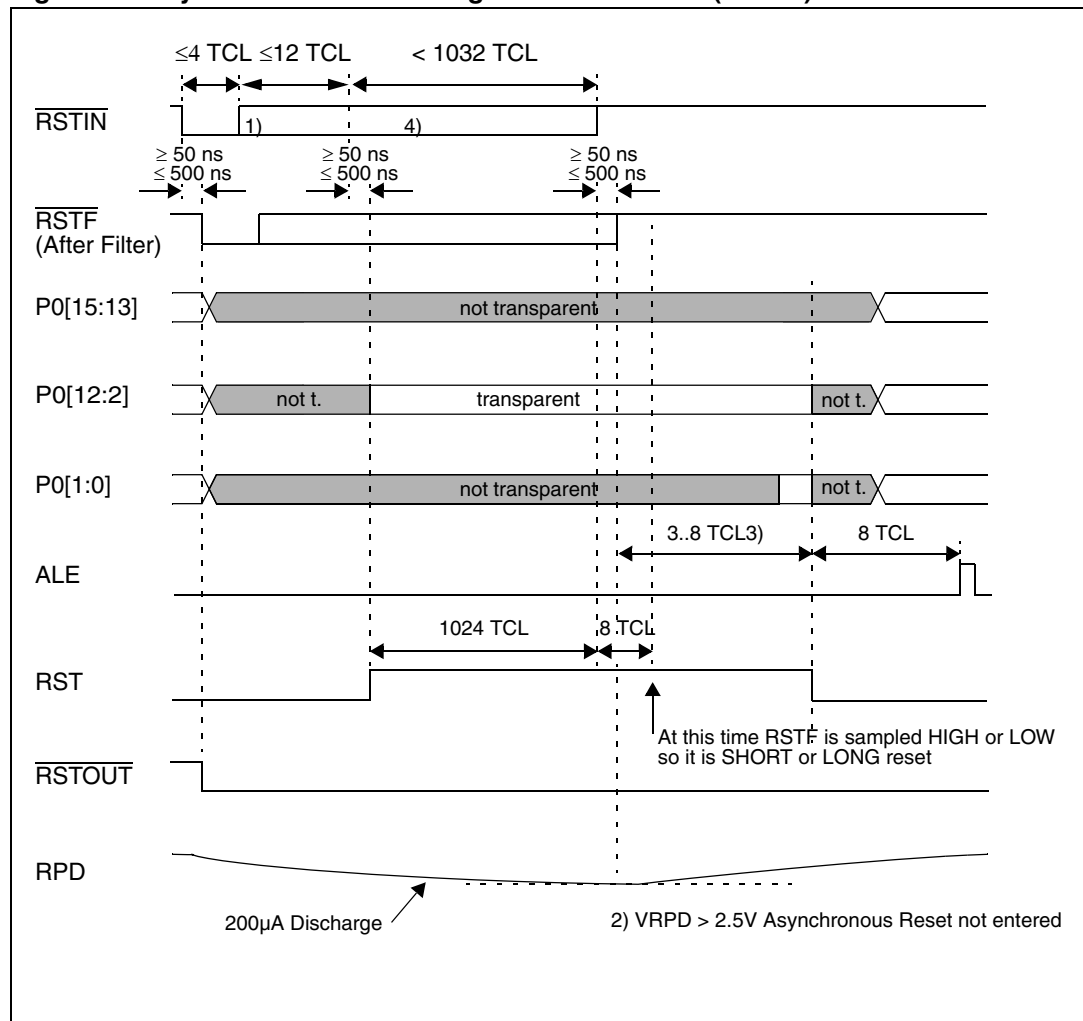 ≤4 TCL ≤12 TCL < 1032 TCL
RSTIN
1) 4)
≥ 50 ns ≥ 50 ns ≥ 50 ns
≤ 500 ns ≤ 500 ns ≤ 500 ns
RSTF
(After Filter)
P0[15:13] not transparent
P0[12:2] not t. transparent not t.
P0[1:0] not transparent not t.
3..8 TCL3) 8 TCL
ALE
1024 TCL 8 TCL
RST
At this time RSTF is sampled HIGH or LOW
so it is SHORT or LONG reset
RSTOUT
RPD
200µA Discharge 2) VRPD > 2.5V Asynchronous Reset not entered